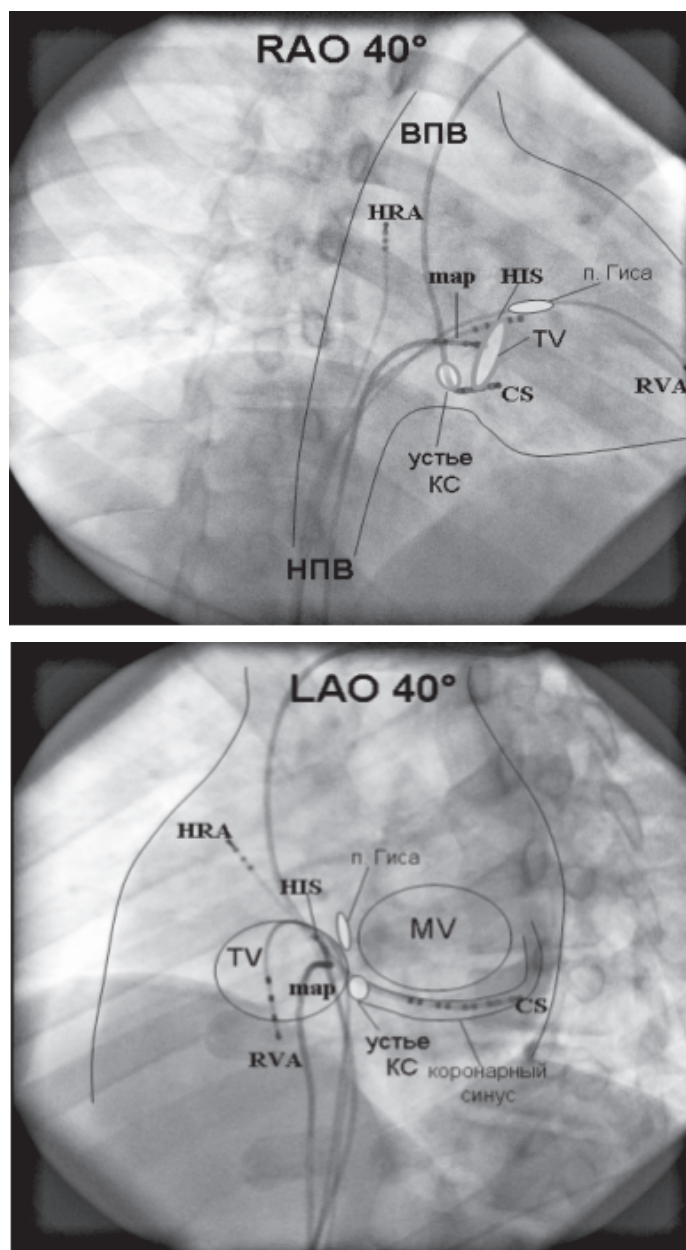 RAO 40°
ВПВ
HRA
map
HIS
п. Гиса
TV
RVA
CS
устье
КС
НПВ
LAO 40°
HRA
п. Гиса
HIS
MV
TV
map
CS
RVA
устье
КС
коронарный
синус